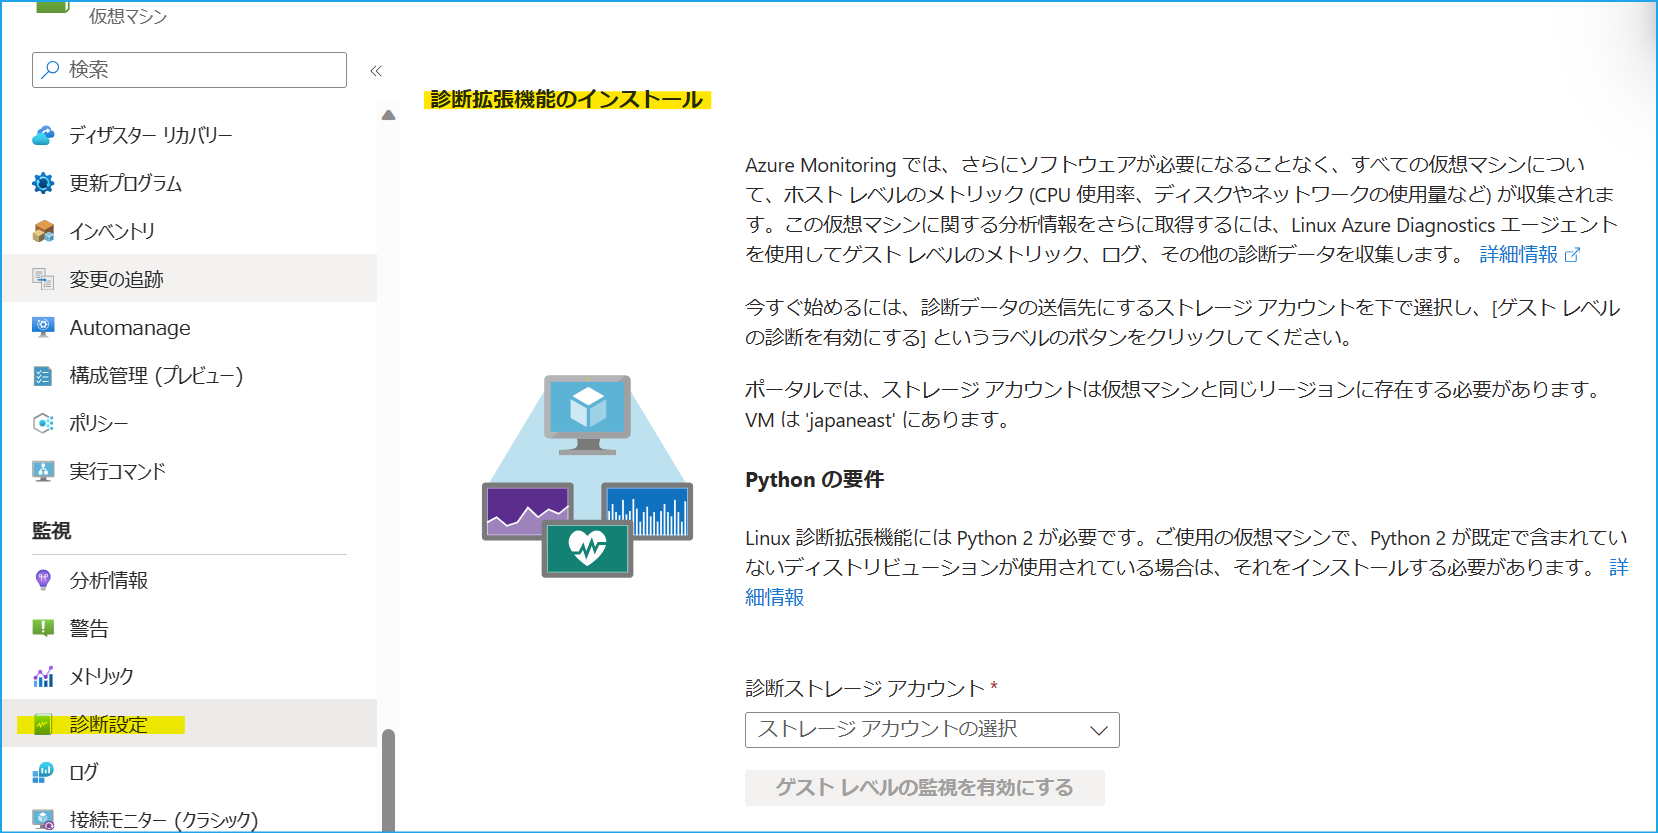 仮想マシン
検索
«
ディザスター リカバリー
更新プログラム
インベントリ
変更の追跡
Automanage
構成管理 (プレビュー)
ポリシー
実行コマンド
監視
分析情報
警告
メトリック
診断設定
ログ
接続モニター (クラシック)
診断拡張機能のインストール
Azure Monitoring では、さらにソフトウェアが必要になることなく、すべての仮想マシンについ
て、ホスト レベルのメトリック (CPU 使用率、ディスクやネットワークの使用量など) が収集されま
す。この仮想マシンに関する分析情報をさらに取得するには、Linux Azure Diagnostics エージェント
を使用してゲスト レベルのメトリック、ログ、その他の診断データを収集します。 詳細情報
今すぐ始めるには、診断データの送信先にするストレージ アカウントを下で選択し、[ゲスト レベル
の診断を有効にする] というラベルのボタンをクリックしてください。
ポータルでは、ストレージ アカウントは仮想マシンと同じリージョンに存在する必要があります。
VM は 'japaneast' にあります。
Python の要件
Linux 診断拡張機能には Python 2 が必要です。ご使用の仮想マシンで、Python 2 が既定で含まれてい
ないディストリビューションが使用されている場合は、それをインストールする必要があります。 詳
細情報
診断ストレージ アカウント *
ストレージ アカウントの選択
ゲスト レベルの監視を有効にする